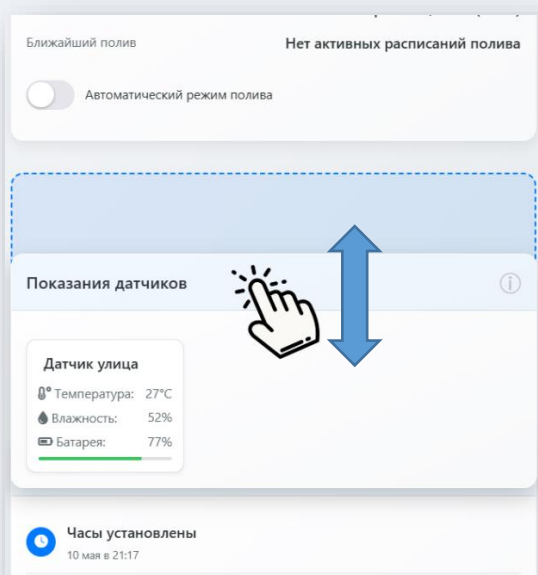 Ближайший полив
Нет активных расписаний полива
Автоматический режим полива
Показания датчиков
Датчик улица
Температура: 27°C
Влажность: 52%
Батарея: 77%
Часы установлены
10 мая в 21:17